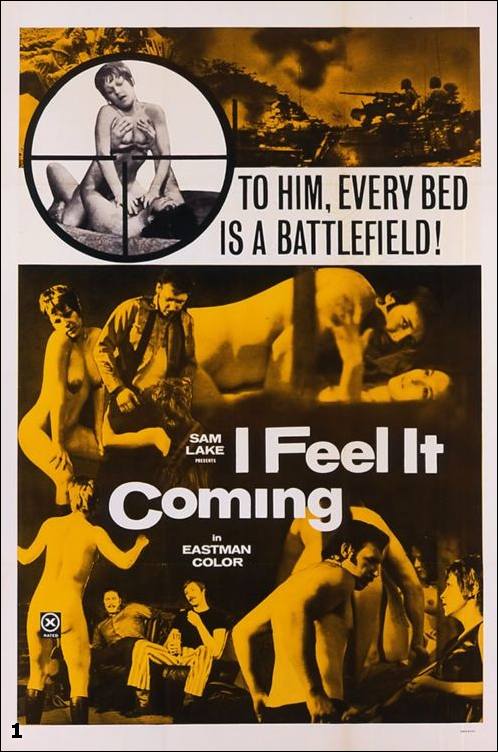 TO HIM, EVERY BED
IS A BATTLEFIELD!
SAM
LAKE
PRESENTS
I Feel It
Coming
in
EASTMAN
COLOR
X
RATED
1